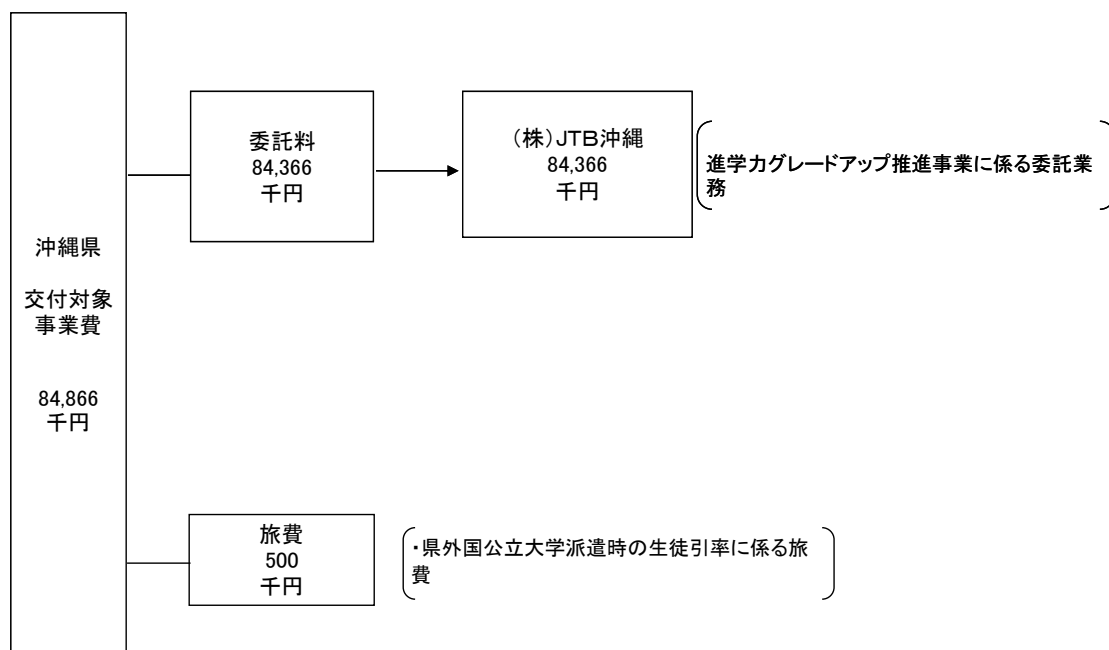 沖縄県
交付対象
事業費
84,866
千円
委託料
84,366
千円
(株)JTB沖縄
84,366
千円
進学力グレードアップ推進事業に係る委託業
務
旅費
500
千円
・県外国公立大学派遣時の生徒引率に係る旅
費